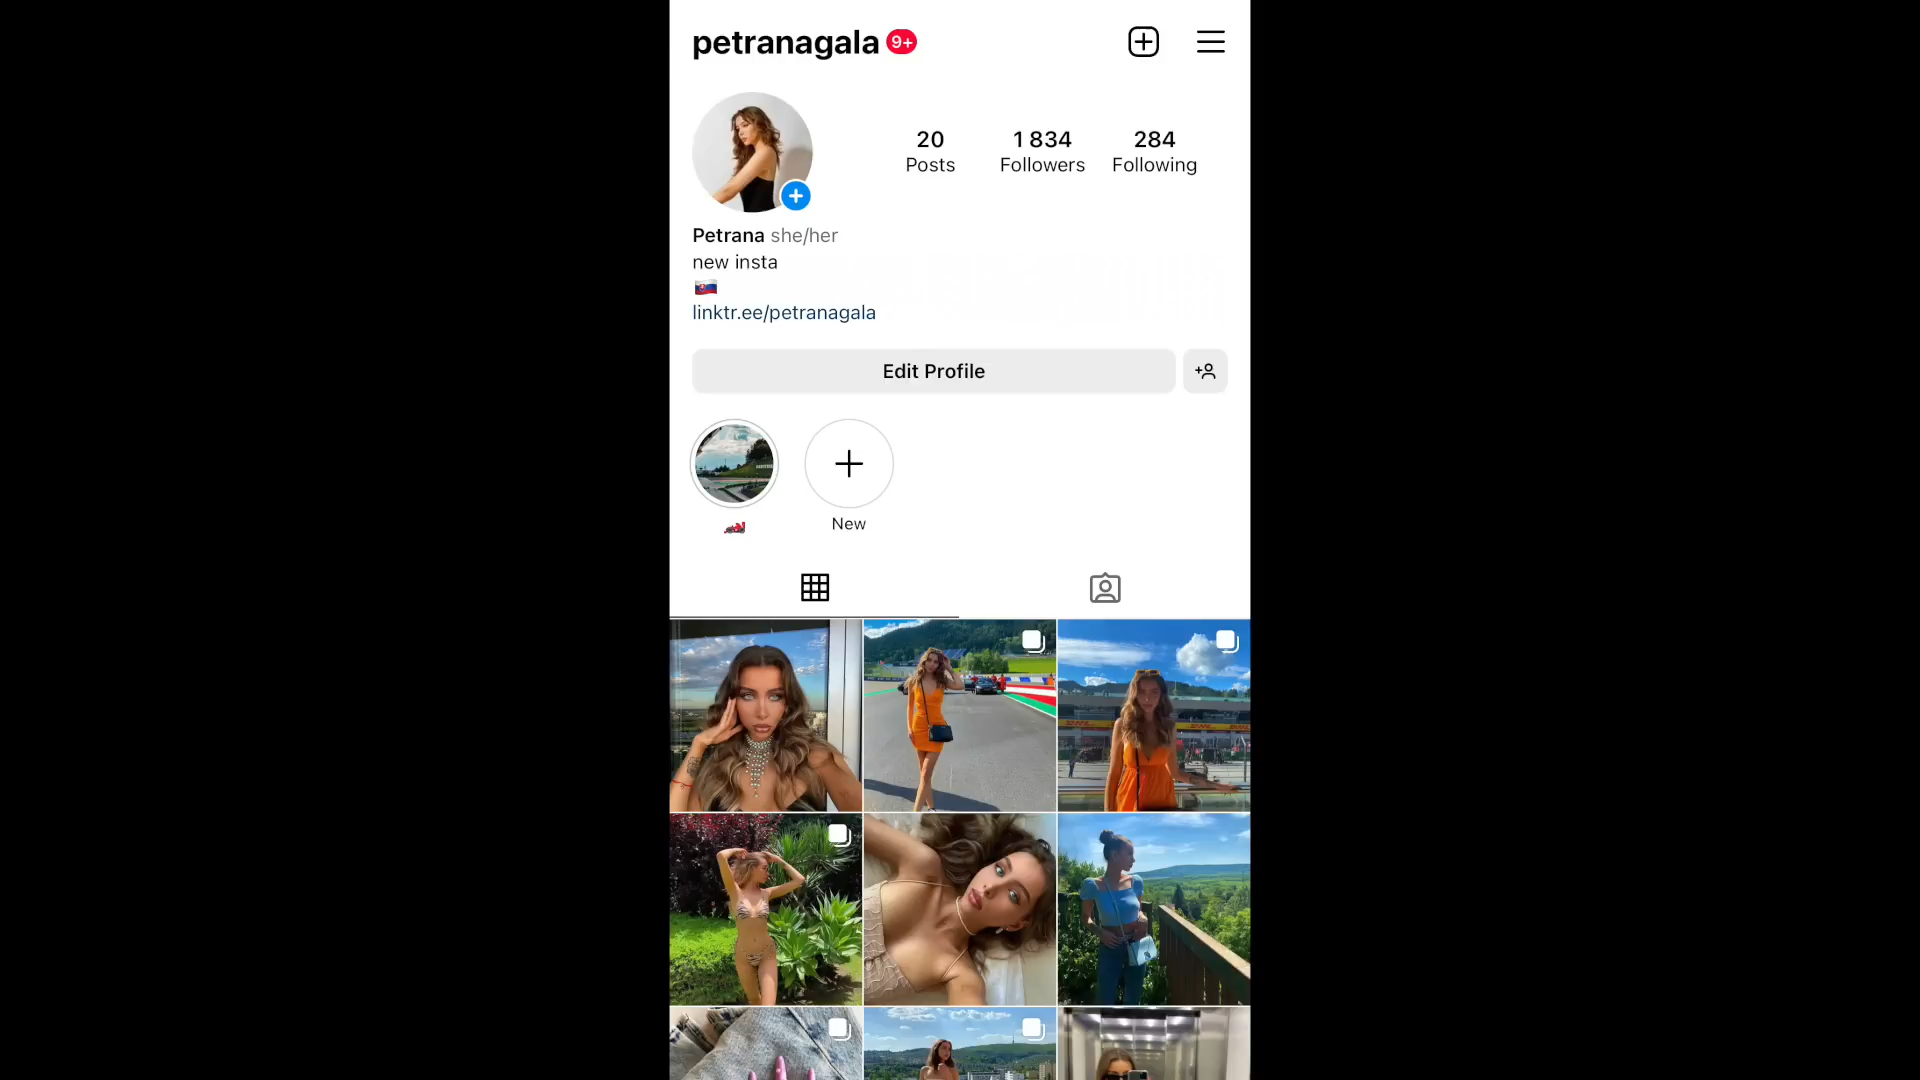 petranagala 9+
20 1 834 284
Posts Followers Following
Petrana she/her
new insta
linktr.ee/petranagala
Edit Profile
New